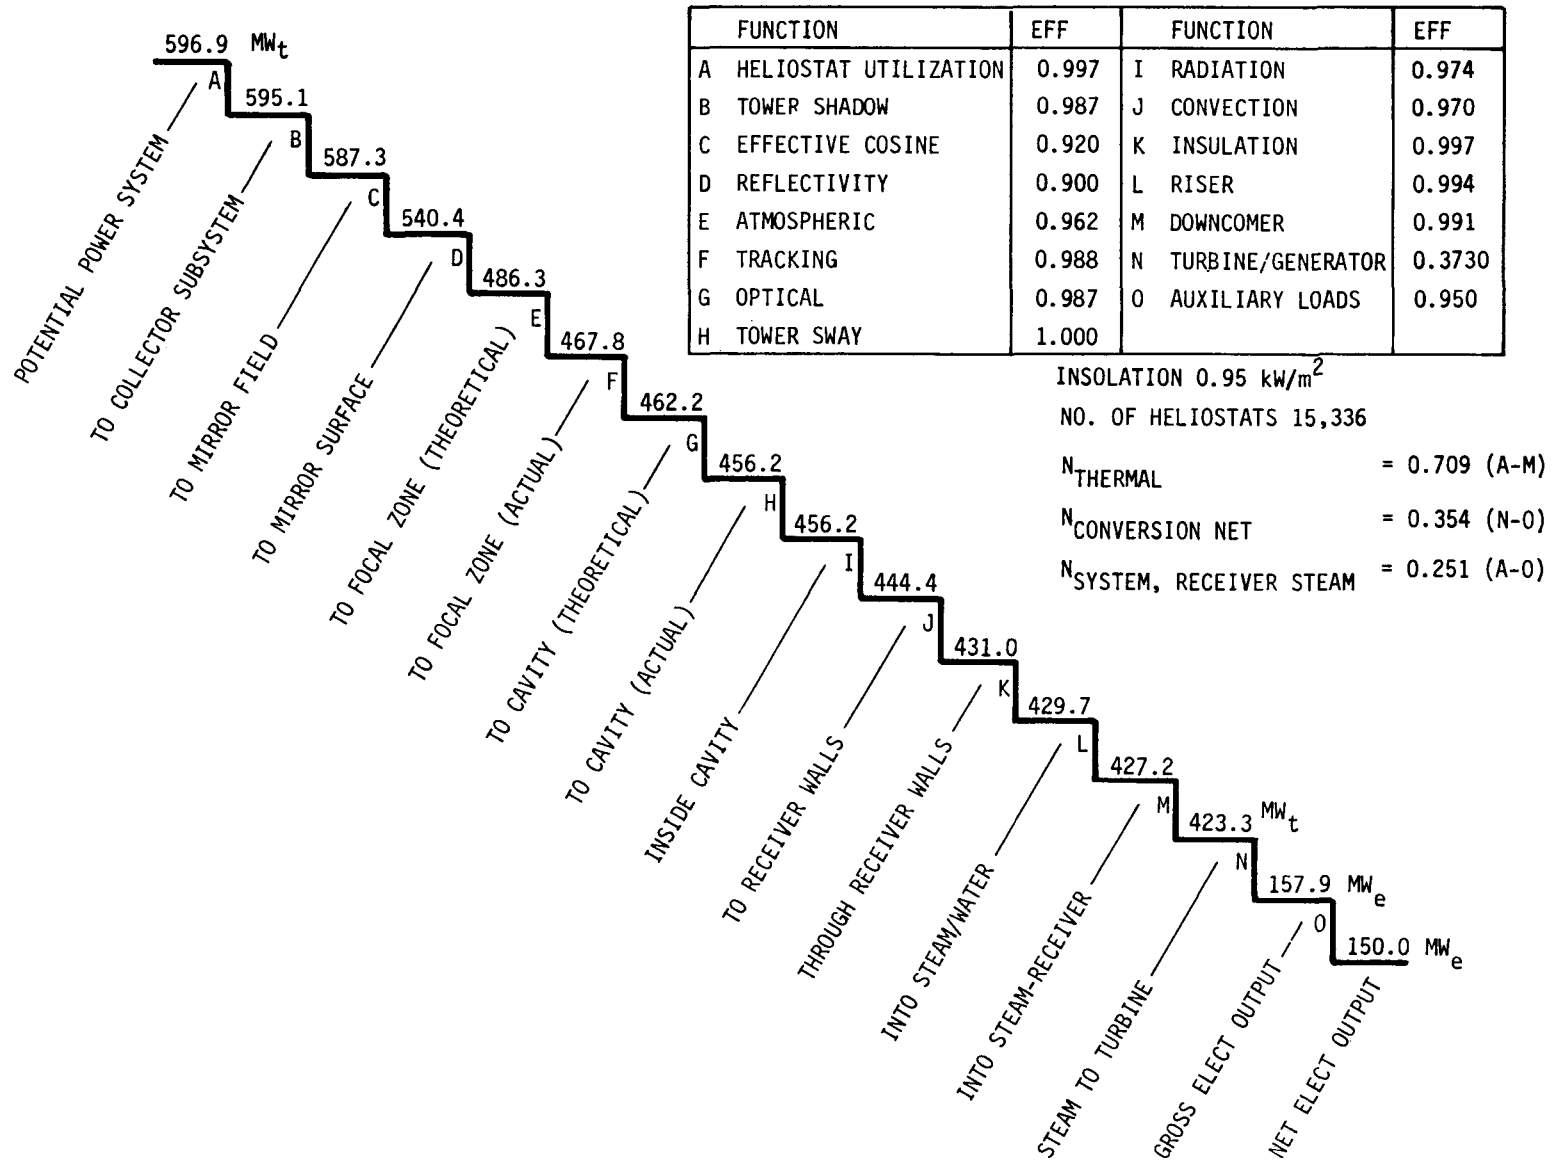 FUNCTION EFF FUNCTION EFF
A HELIOSTAT UTILIZATION 0.997 I RADIATION 0.974
B TOWER SHADOW 0.987 J CONVECTION 0.970
C EFFECTIVE COSINE 0.920 K INSULATION 0.997
D REFLECTIVITY 0.900 L RISER 0.994
E ATMOSPHERIC 0.962 M DOWNCOMER 0.991
F TRACKING 0.988 N TURBINE/GENERATOR 0.3730
G OPTICAL 0.987 O AUXILIARY LOADS 0.950
H TOWER SWAY 1.000
INSOLATION 0.95 kW/m2
NO. OF HELIOSTATS 15,336
NTHERMAL = 0.709 (A-M)
NCONVERSION NET = 0.354 (N-O)
NSYSTEM, RECEIVER STEAM = 0.251 (A-O)
596.9 MWt
A
595.1
B
587.3
C
540.4
D
486.3
E
467.8
F
462.2
G
456.2
H
456.2
I
444.4
J
431.0
K
429.7
L
427.2
M
423.3 MWt
N
157.9 MWe
O
150.0 MWe
POTENTIAL POWER SYSTEM
TO COLLECTOR SUBSYSTEM
TO MIRROR FIELD
TO MIRROR SURFACE
TO FOCAL ZONE (THEORETICAL)
TO FOCAL ZONE (ACTUAL)
TO CAVITY (THEORETICAL)
TO CAVITY (ACTUAL)
INSIDE CAVITY
TO RECEIVER WALLS
THROUGH RECEIVER WALLS
INTO STEAM/WATER
INTO STEAM-RECEIVER
STEAM TO TURBINE
GROSS ELECT OUTPUT
NET ELECT OUTPUT